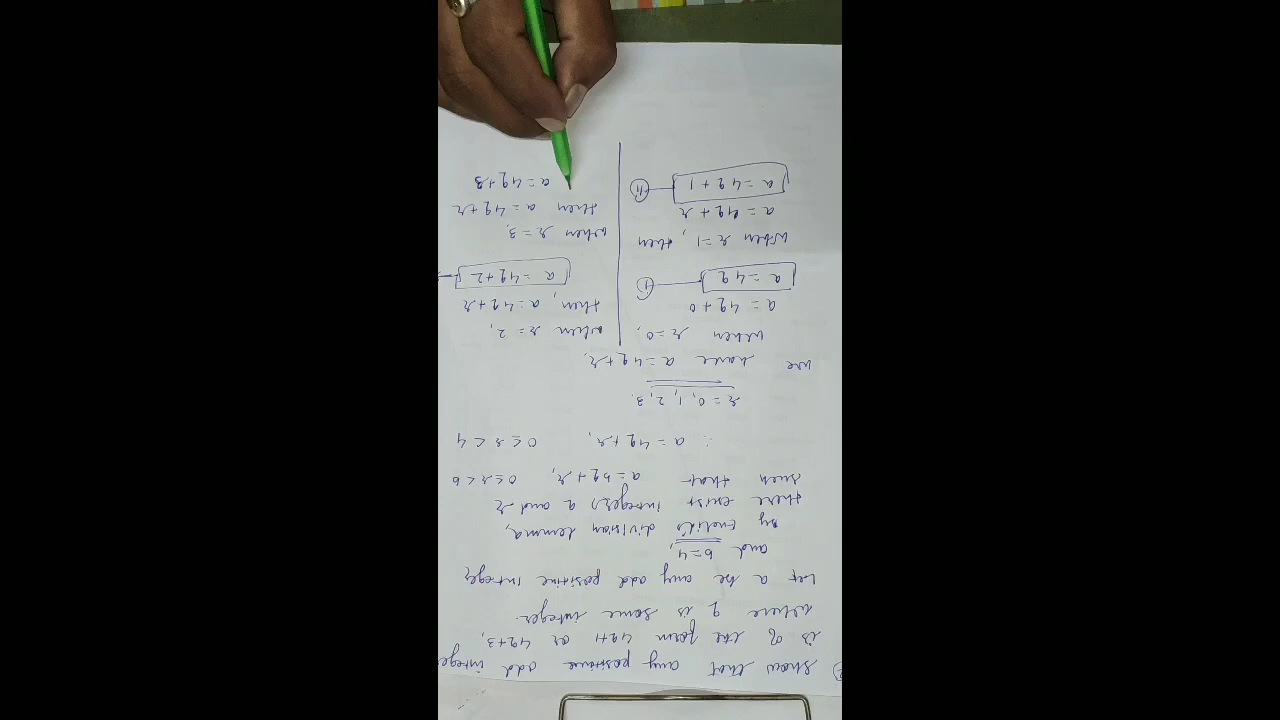 show that any positive odd integer
is of the form 4q+1 or 4q+3,
where q is some integer.
Let a be any odd positive integer
and b=4,
by Euclid's division lemma,
there exist integers q and r
such that a=bq+r, 0≤r<b
∴ a=4q+r, 0≤r<4
r=0, 1, 2, 3.
we have a=4q+r,
when r=0,
a=4q+0
a=4q
when r=1, then
a=4q+r
a=4q+1
when r=2,
then, a=4q+r
a=4q+2
when r=3,
then a=4q+r
a=4q+3